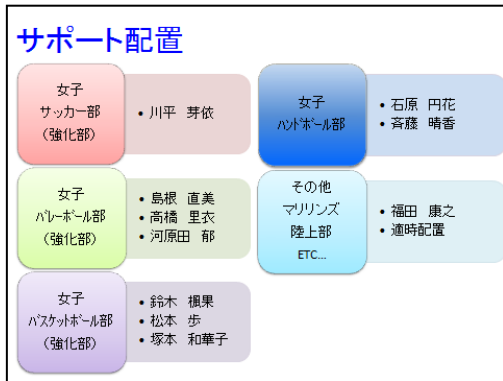 サポート配置
女子
サッカー部
(強化部)
• 川平 芽依
女子
ハンドボール部
• 石原 円花
• 斉藤 晴香
女子
バレーボール部
(強化部)
• 島根 直美
• 高橋 里衣
• 河原田 郁
その他
マリリンズ
陸上部
ETC...
• 福田 康之
• 適時配置
女子
バスケットボール部
(強化部)
• 鈴木 楓果
• 松本 歩
• 塚本 和華子